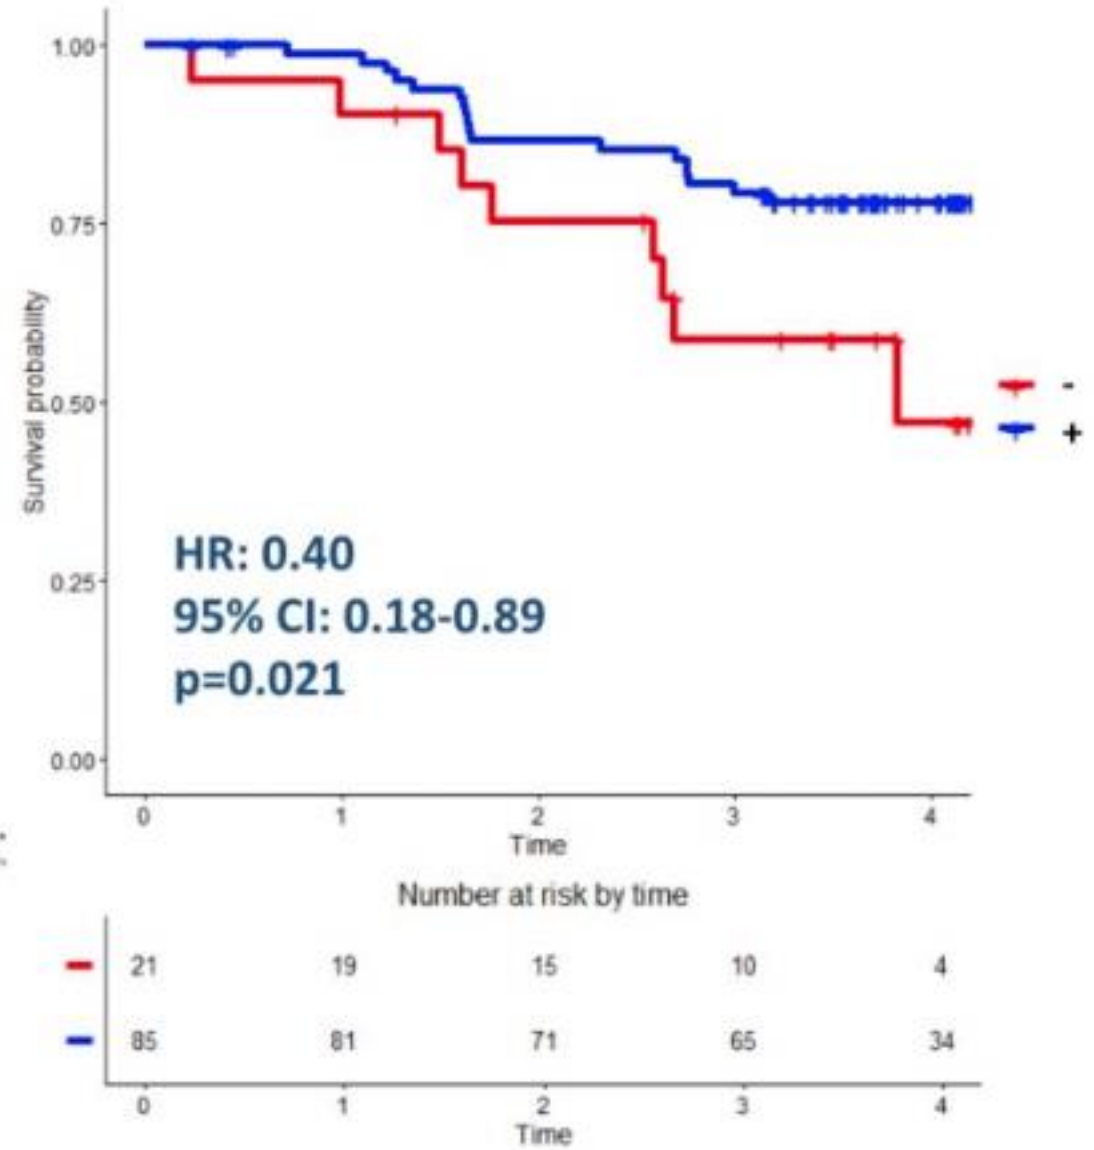 1.00
0.75
0.50
0.25
0.00
Survival probability
-
+
HR: 0.40
95% CI: 0.18-0.89
p=0.021
0 1 2 3 4
Time
Number at risk by time
21 19 15 10 4
85 81 71 65 34
0 1 2 3 4
Time